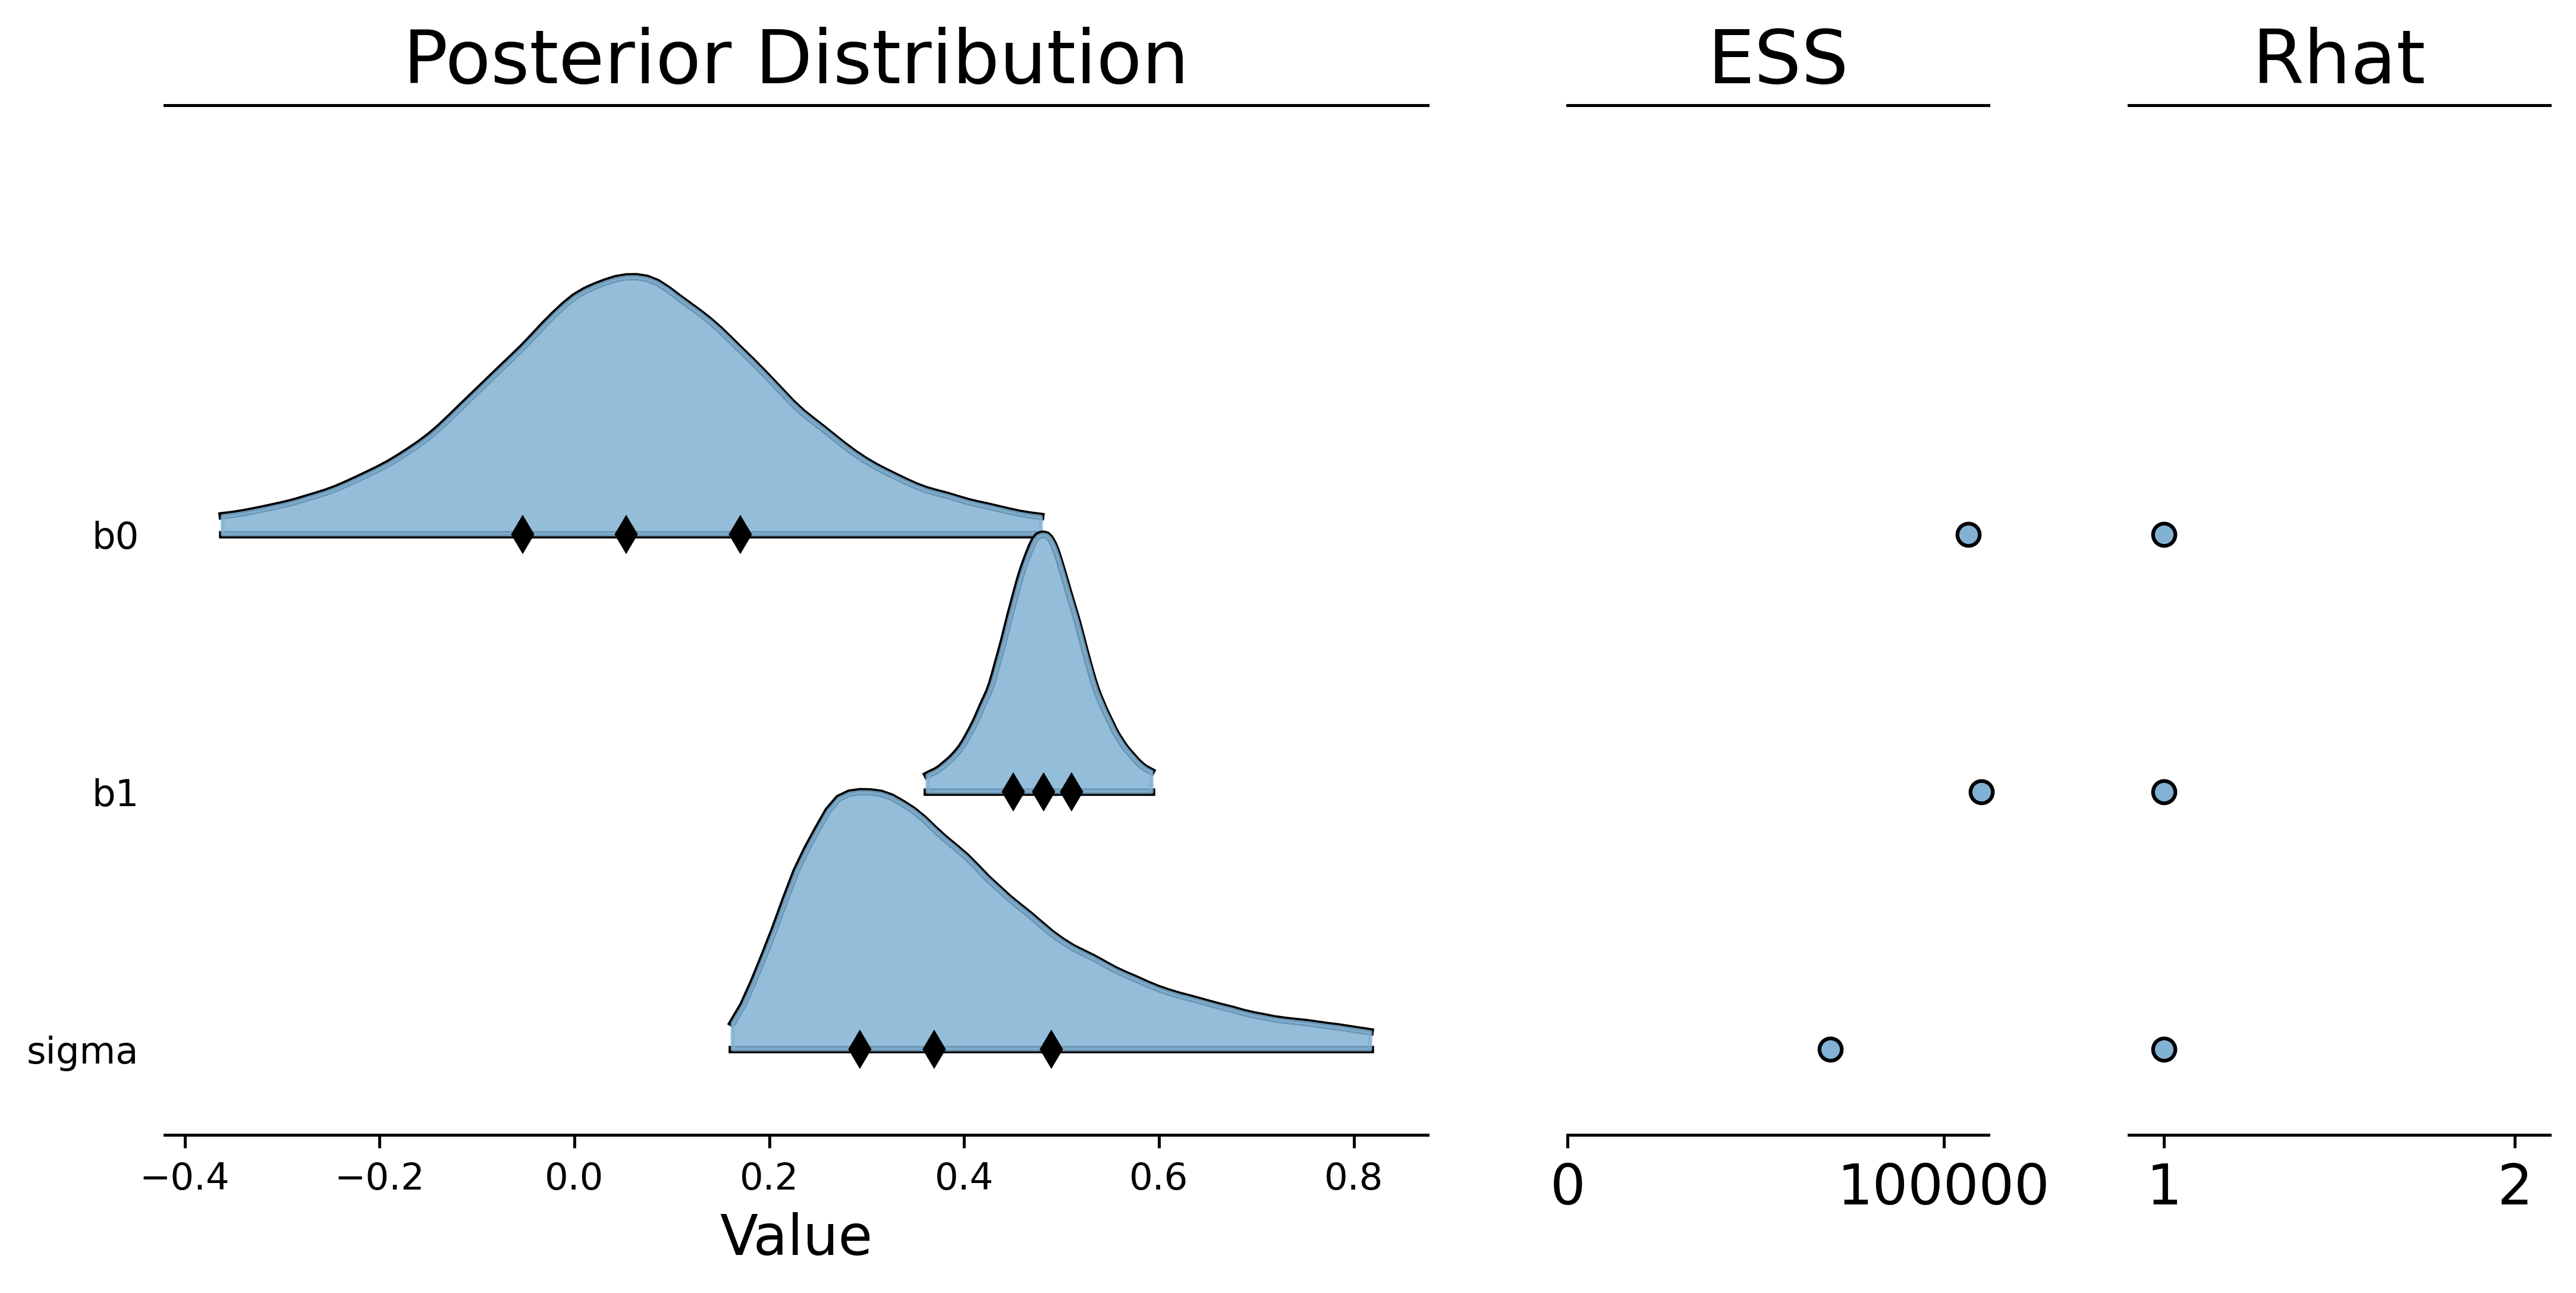 Posterior Distribution
ESS
Rhat
b0
b1
sigma
−0.4 −0.2 0.0 0.2 0.4 0.6 0.8
0 100000
1 2
Value